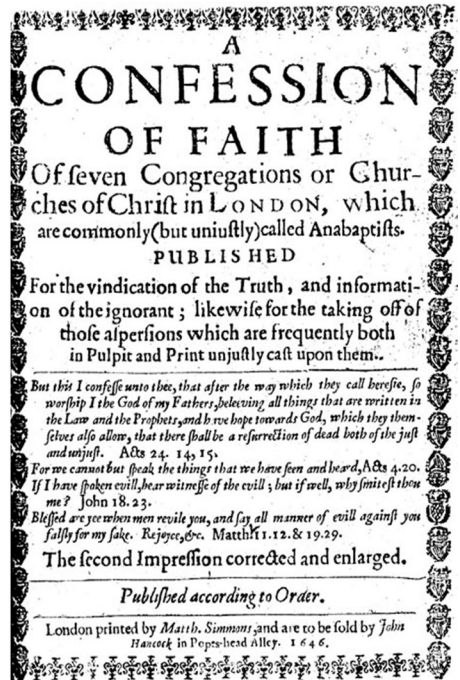 A
CONFESSION
OF FAITH
Of ſeven Congregations or Chur-
ches of Chriſt in LONDON, which
are commonly (but uniuſtly) called Anabaptiſts.
PUBLISHED
For the vindication of the Truth, and informati-
on of the ignorant; likewiſe for the taking off of
thoſe aſperſions which are frequently both
in Pulpit and Print unjuſtly caſt upon them.
But this I confeſſe unto thee, that after the way which they call hereſie, ſo
worſhip I the God of my Fathers, beleeving all things that are written in
the Law and the Prophets, and have hope towards God, which they them-
ſelves alſo allow, that there ſhall be a reſurrection of dead both of the juſt
and unjuſt. Acts 24. 14, 15.
For we cannot but ſpeak the things that we have ſeen and heard, Acts 4.20.
If I have ſpoken evill, bear witneſſe of the evill; but if well, why ſmiteſt thou
me? John 18.23.
Bleſſed are yee when men revile you, and ſay all manner of evill againſt you
falſly for my ſake. Rejoyce, &c. Matth. 1.12. & 19.29.
The ſecond Impreſſion corrected and enlarged.
Publiſhed according to Order.
London printed by Matth. Simmons, and are to be ſold by John
Hancock in Popes-head Alley. 1646.